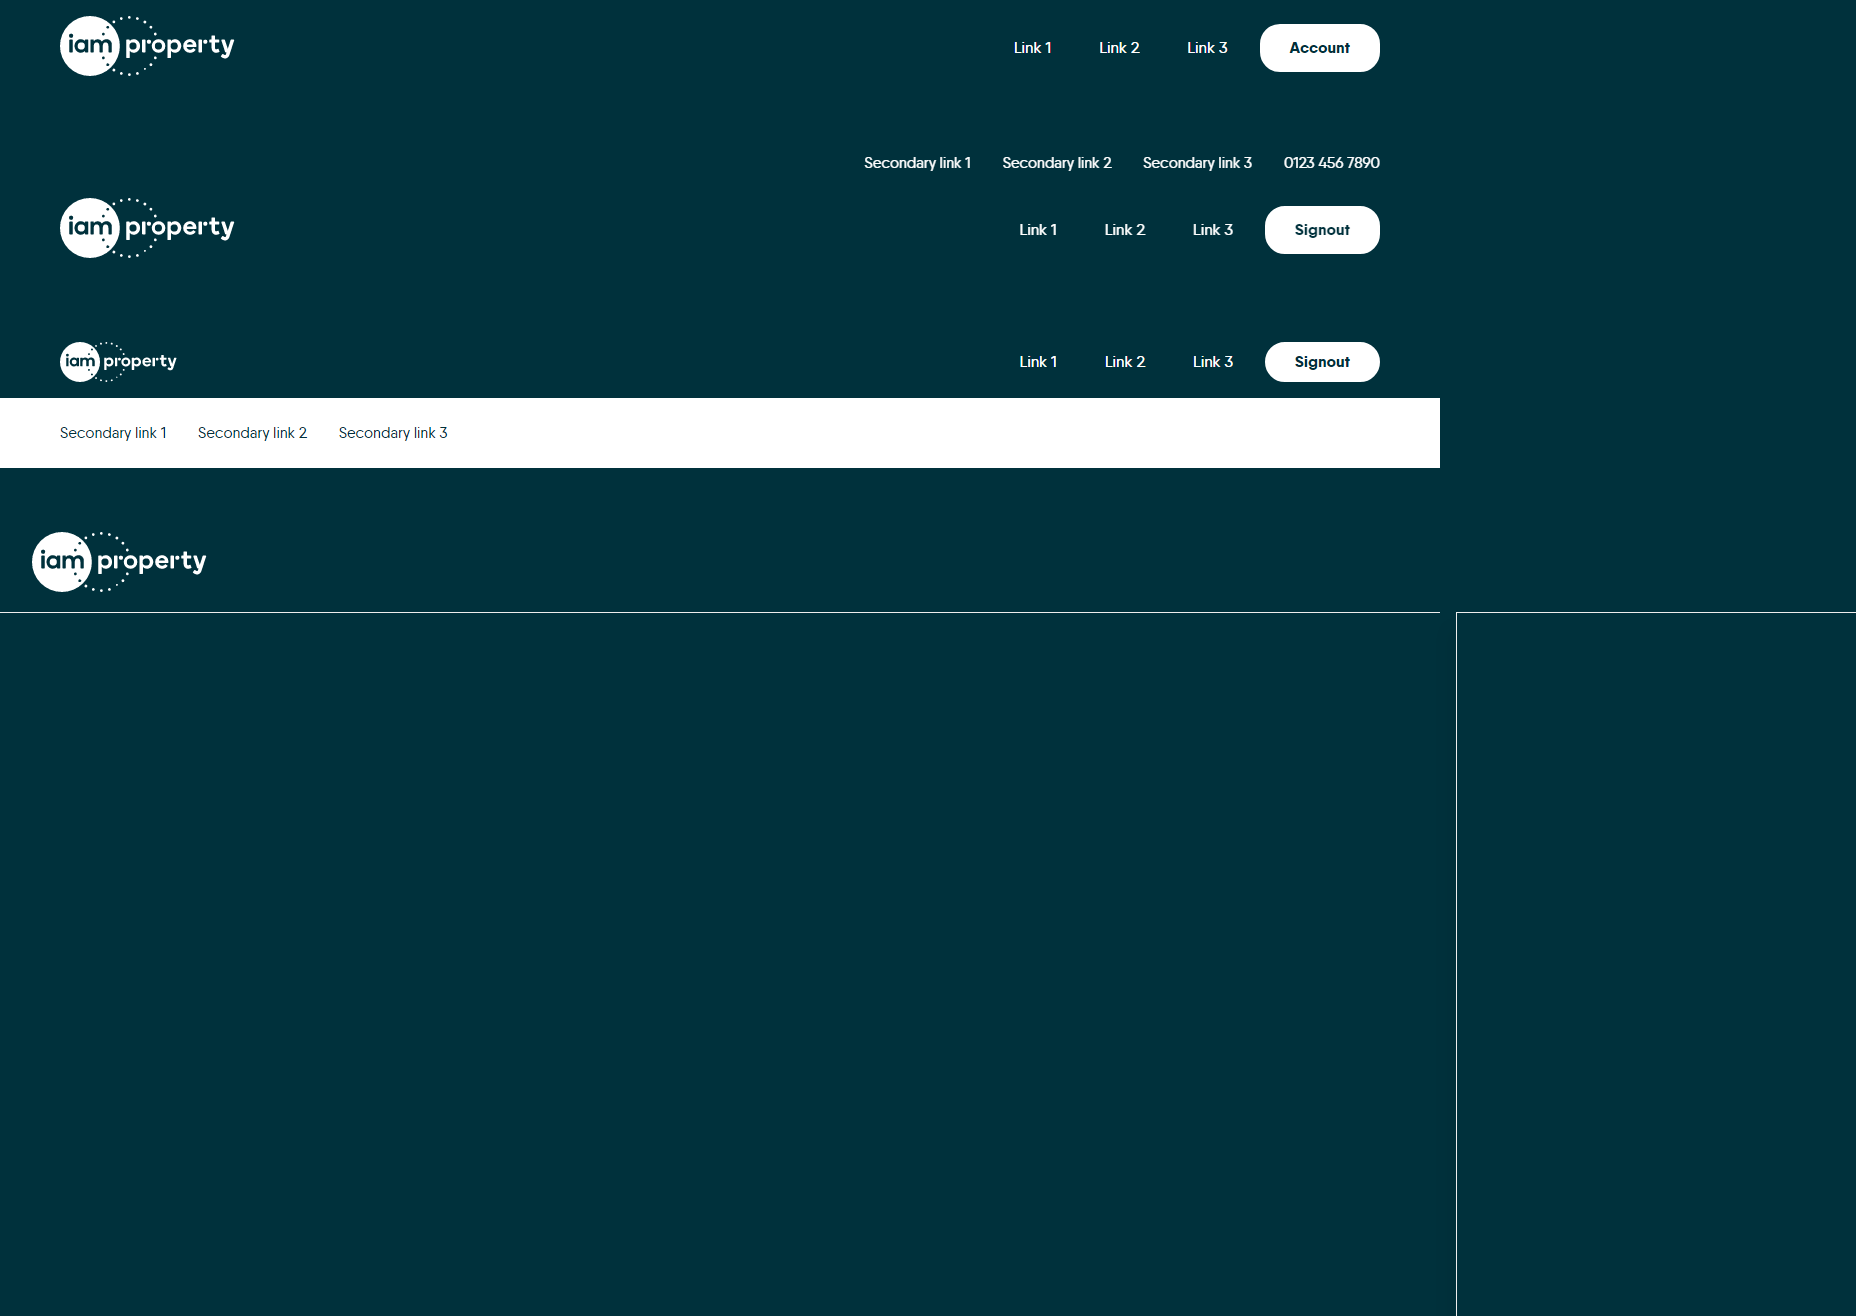 iam property Link 1 Link 2 Link 3 Account
Secondary link 1 Secondary link 2 Secondary link 3 0123 456 7890
iam property Link 1 Link 2 Link 3 Signout
iam property Link 1 Link 2 Link 3 Signout
Secondary link 1 Secondary link 2 Secondary link 3
iam property